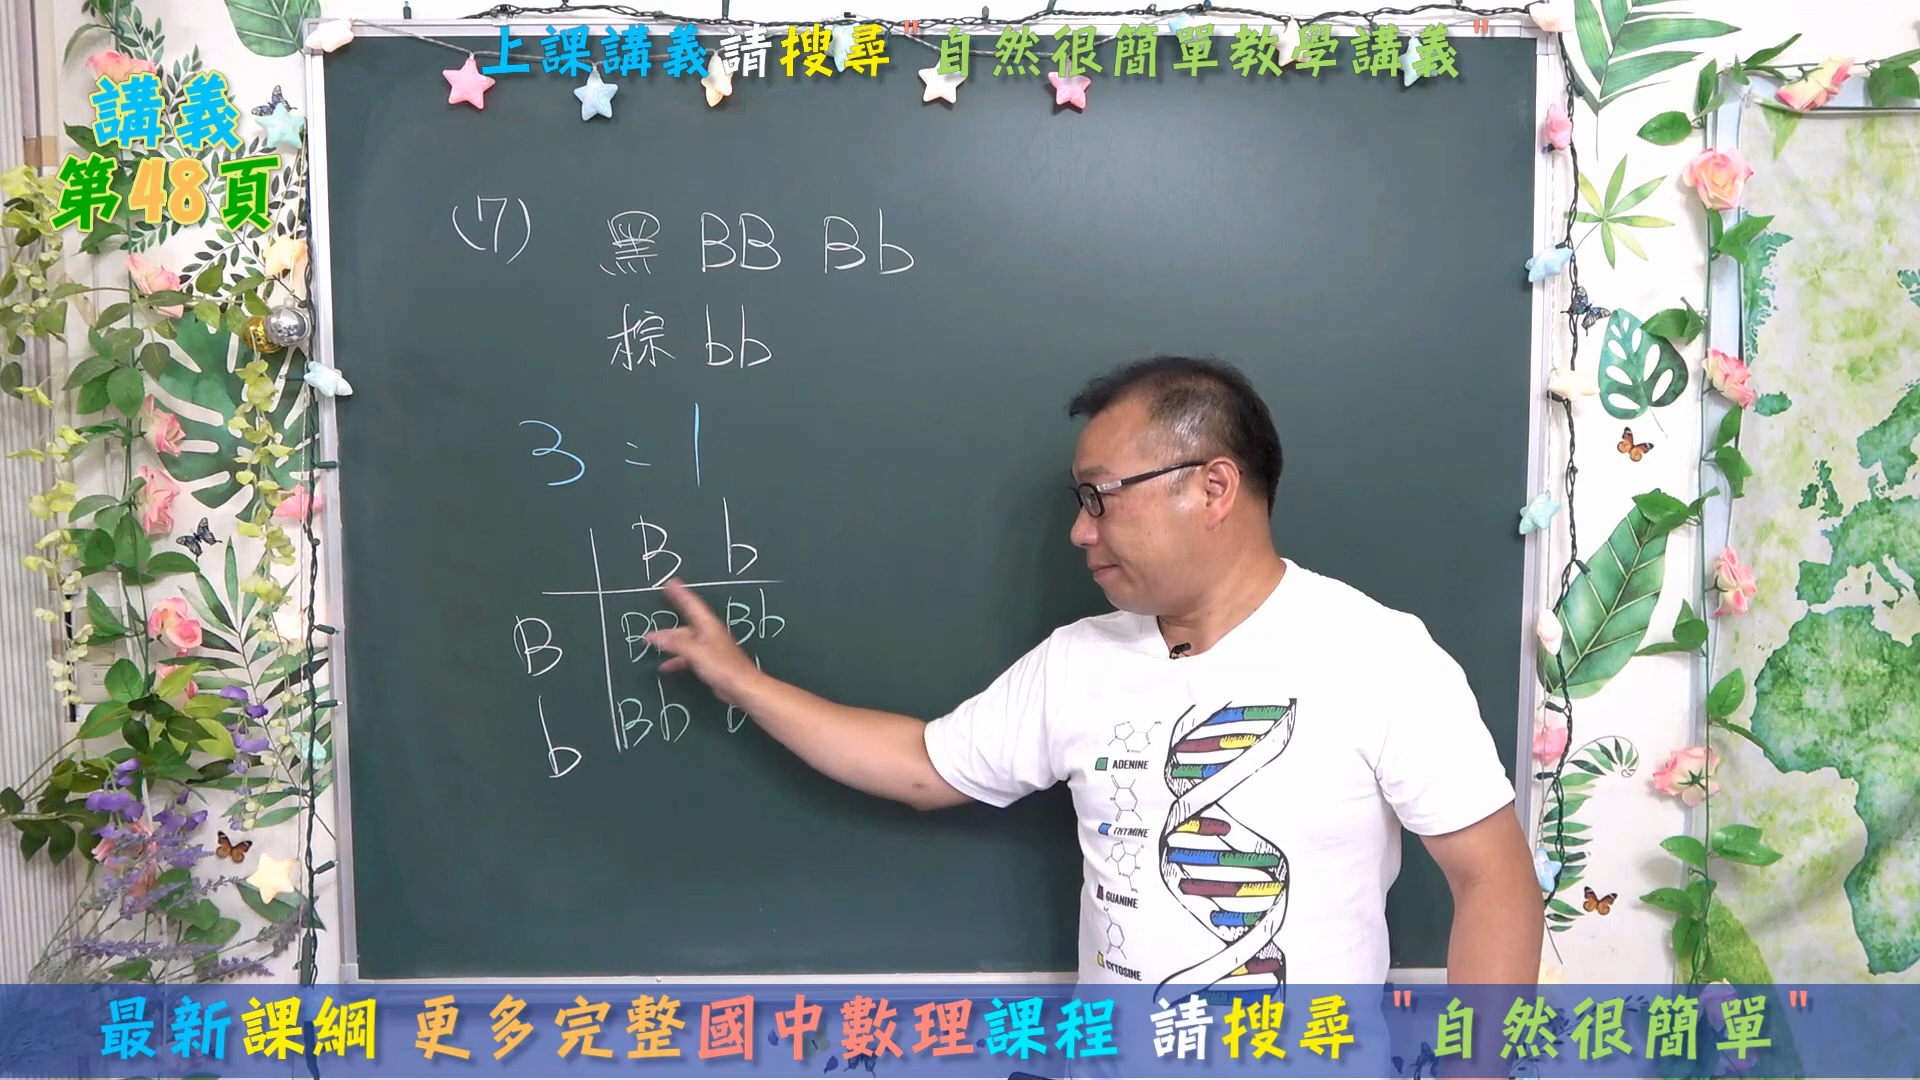 上課講義請搜尋"自然很簡單教學講義"
講義
第48頁
(7) 黑 BB Bb
棕 bb
3 : 1
B b
B BB Bb
b Bb
ADENINE
THYMINE
GUANINE
CYTOSINE
最新課綱 更多完整國中數理課程 請搜尋 "自然很簡單"